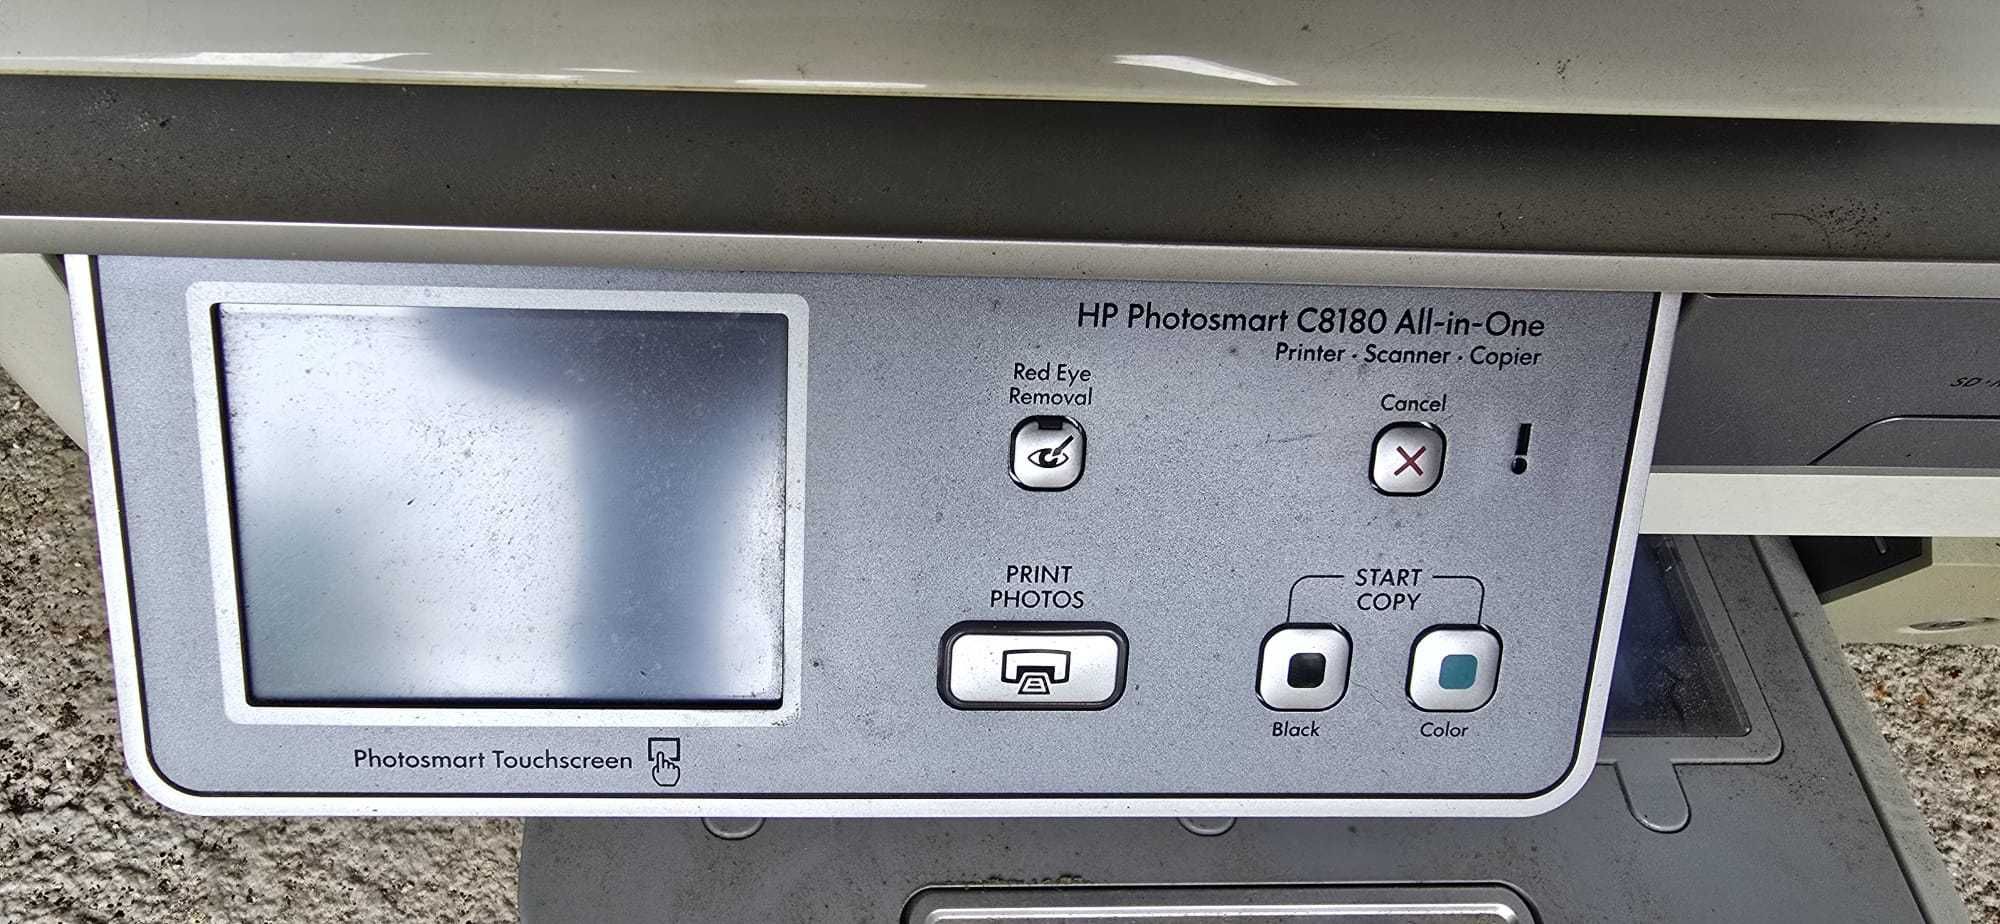 HP Photosmart C8180 All-in-One
Printer · Scanner · Copier
Red Eye
Removal
Cancel
SD
PRINT
PHOTOS
START
COPY
Black
Color
Photosmart Touchscreen